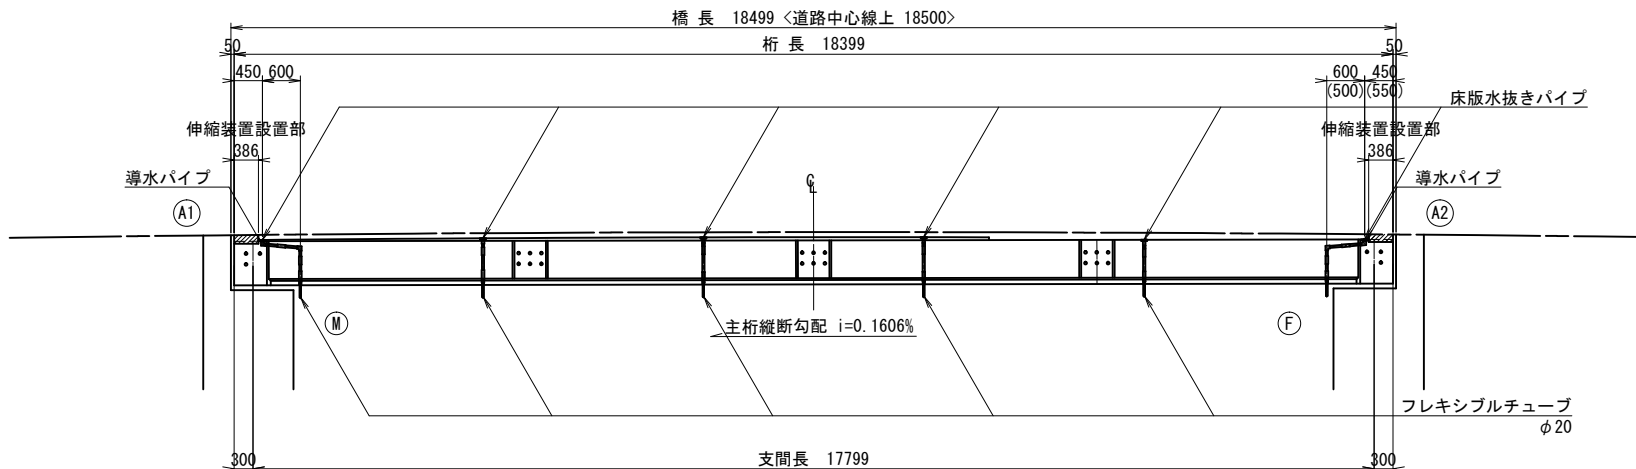 橋 長 18499 <道路中心線上 18500>
50 桁 長 18399 50
450 600 600 450
(500) (550)
床版水抜きパイプ
伸縮装置設置部 伸縮装置設置部
386 386
導水パイプ 導水パイプ
℄
A1 A2
M F
主桁縦断勾配 i=0.1606%
フレキシブルチューブ
φ20
300 支間長 17799 300